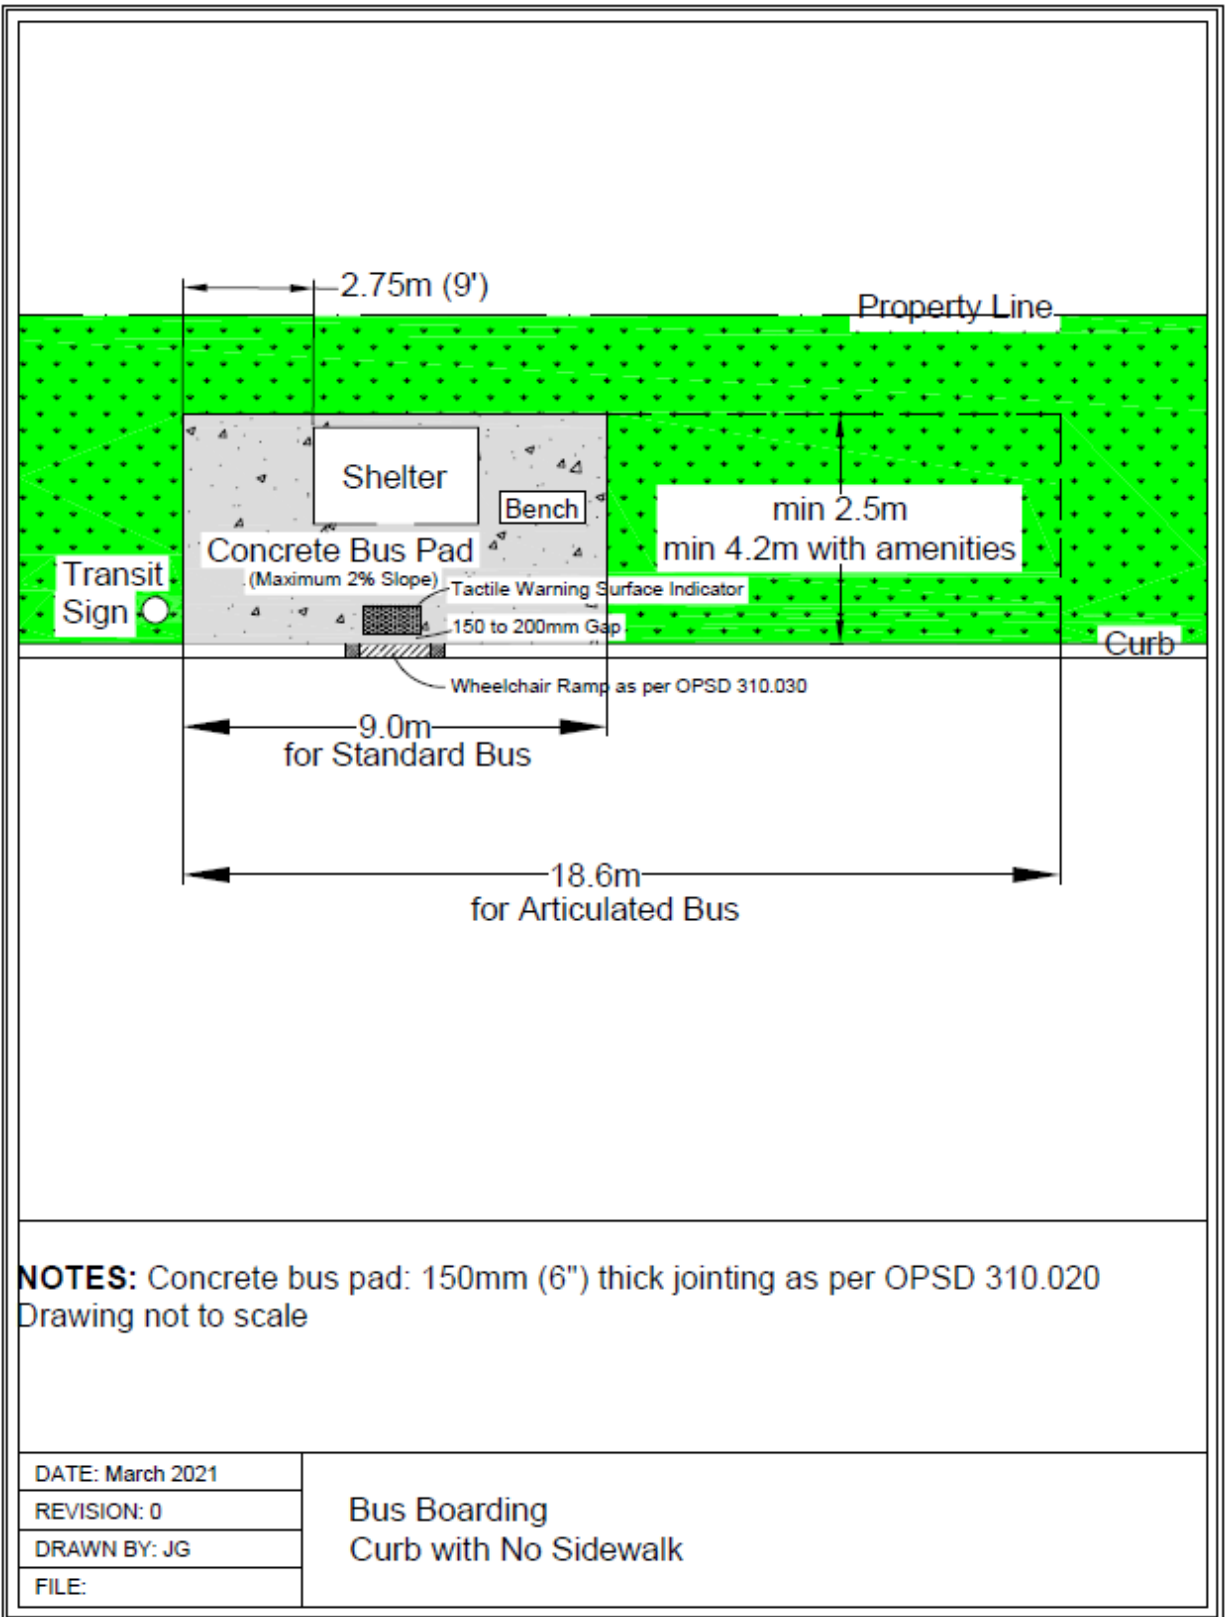 2.75m (9')
Property Line
Shelter
Bench
min 2.5m
min 4.2m with amenities
Concrete Bus Pad
(Maximum 2% Slope)
Transit
Sign
Tactile Warning Surface Indicator
150 to 200mm Gap
Curb
Wheelchair Ramp as per OPSD 310.030
9.0m
for Standard Bus
18.6m
for Articulated Bus
NOTES: Concrete bus pad: 150mm (6") thick jointing as per OPSD 310.020
Drawing not to scale
DATE: March 2021
REVISION: 0
DRAWN BY: JG
FILE:
Bus Boarding
Curb with No Sidewalk